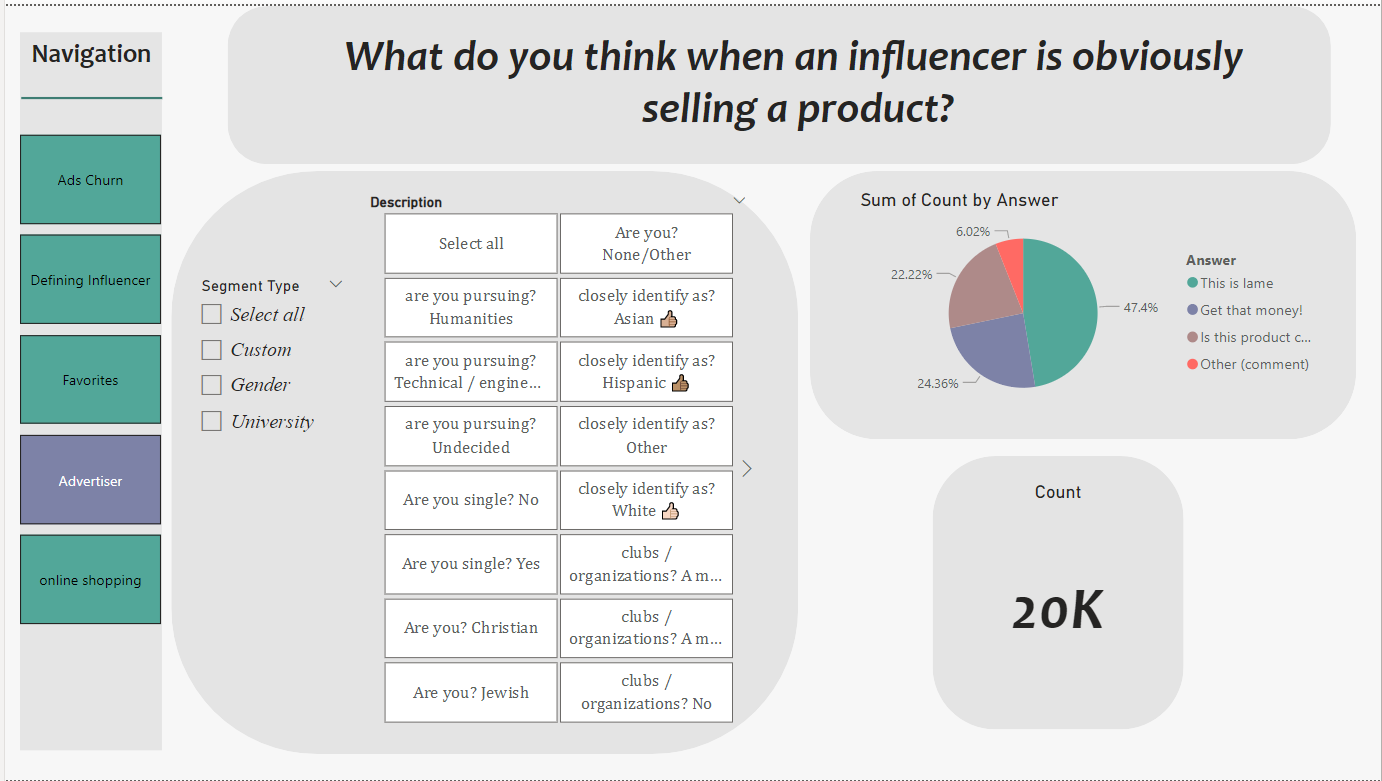 Navigation
What do you think when an influencer is obviously
selling a product?
Ads Churn
Defining Influencer
Favorites
Advertiser
online shopping
Segment Type
Select all
Custom
Gender
University
Description
Select all
Are you?
None/Other
are you pursuing?
Humanities
closely identify as?
Asian 👍🏽
are you pursuing?
Technical / engine...
closely identify as?
Hispanic 👍🏾
are you pursuing?
Undecided
closely identify as?
Other
Are you single? No
closely identify as?
White 👍🏻
Are you single? Yes
clubs /
organizations? A m...
Are you? Christian
clubs /
organizations? A m...
Are you? Jewish
clubs /
organizations? No
Sum of Count by Answer
6.02%
22.22%
24.36%
47.4%
Answer
This is lame
Get that money!
Is this product c...
Other (comment)
Count
20K